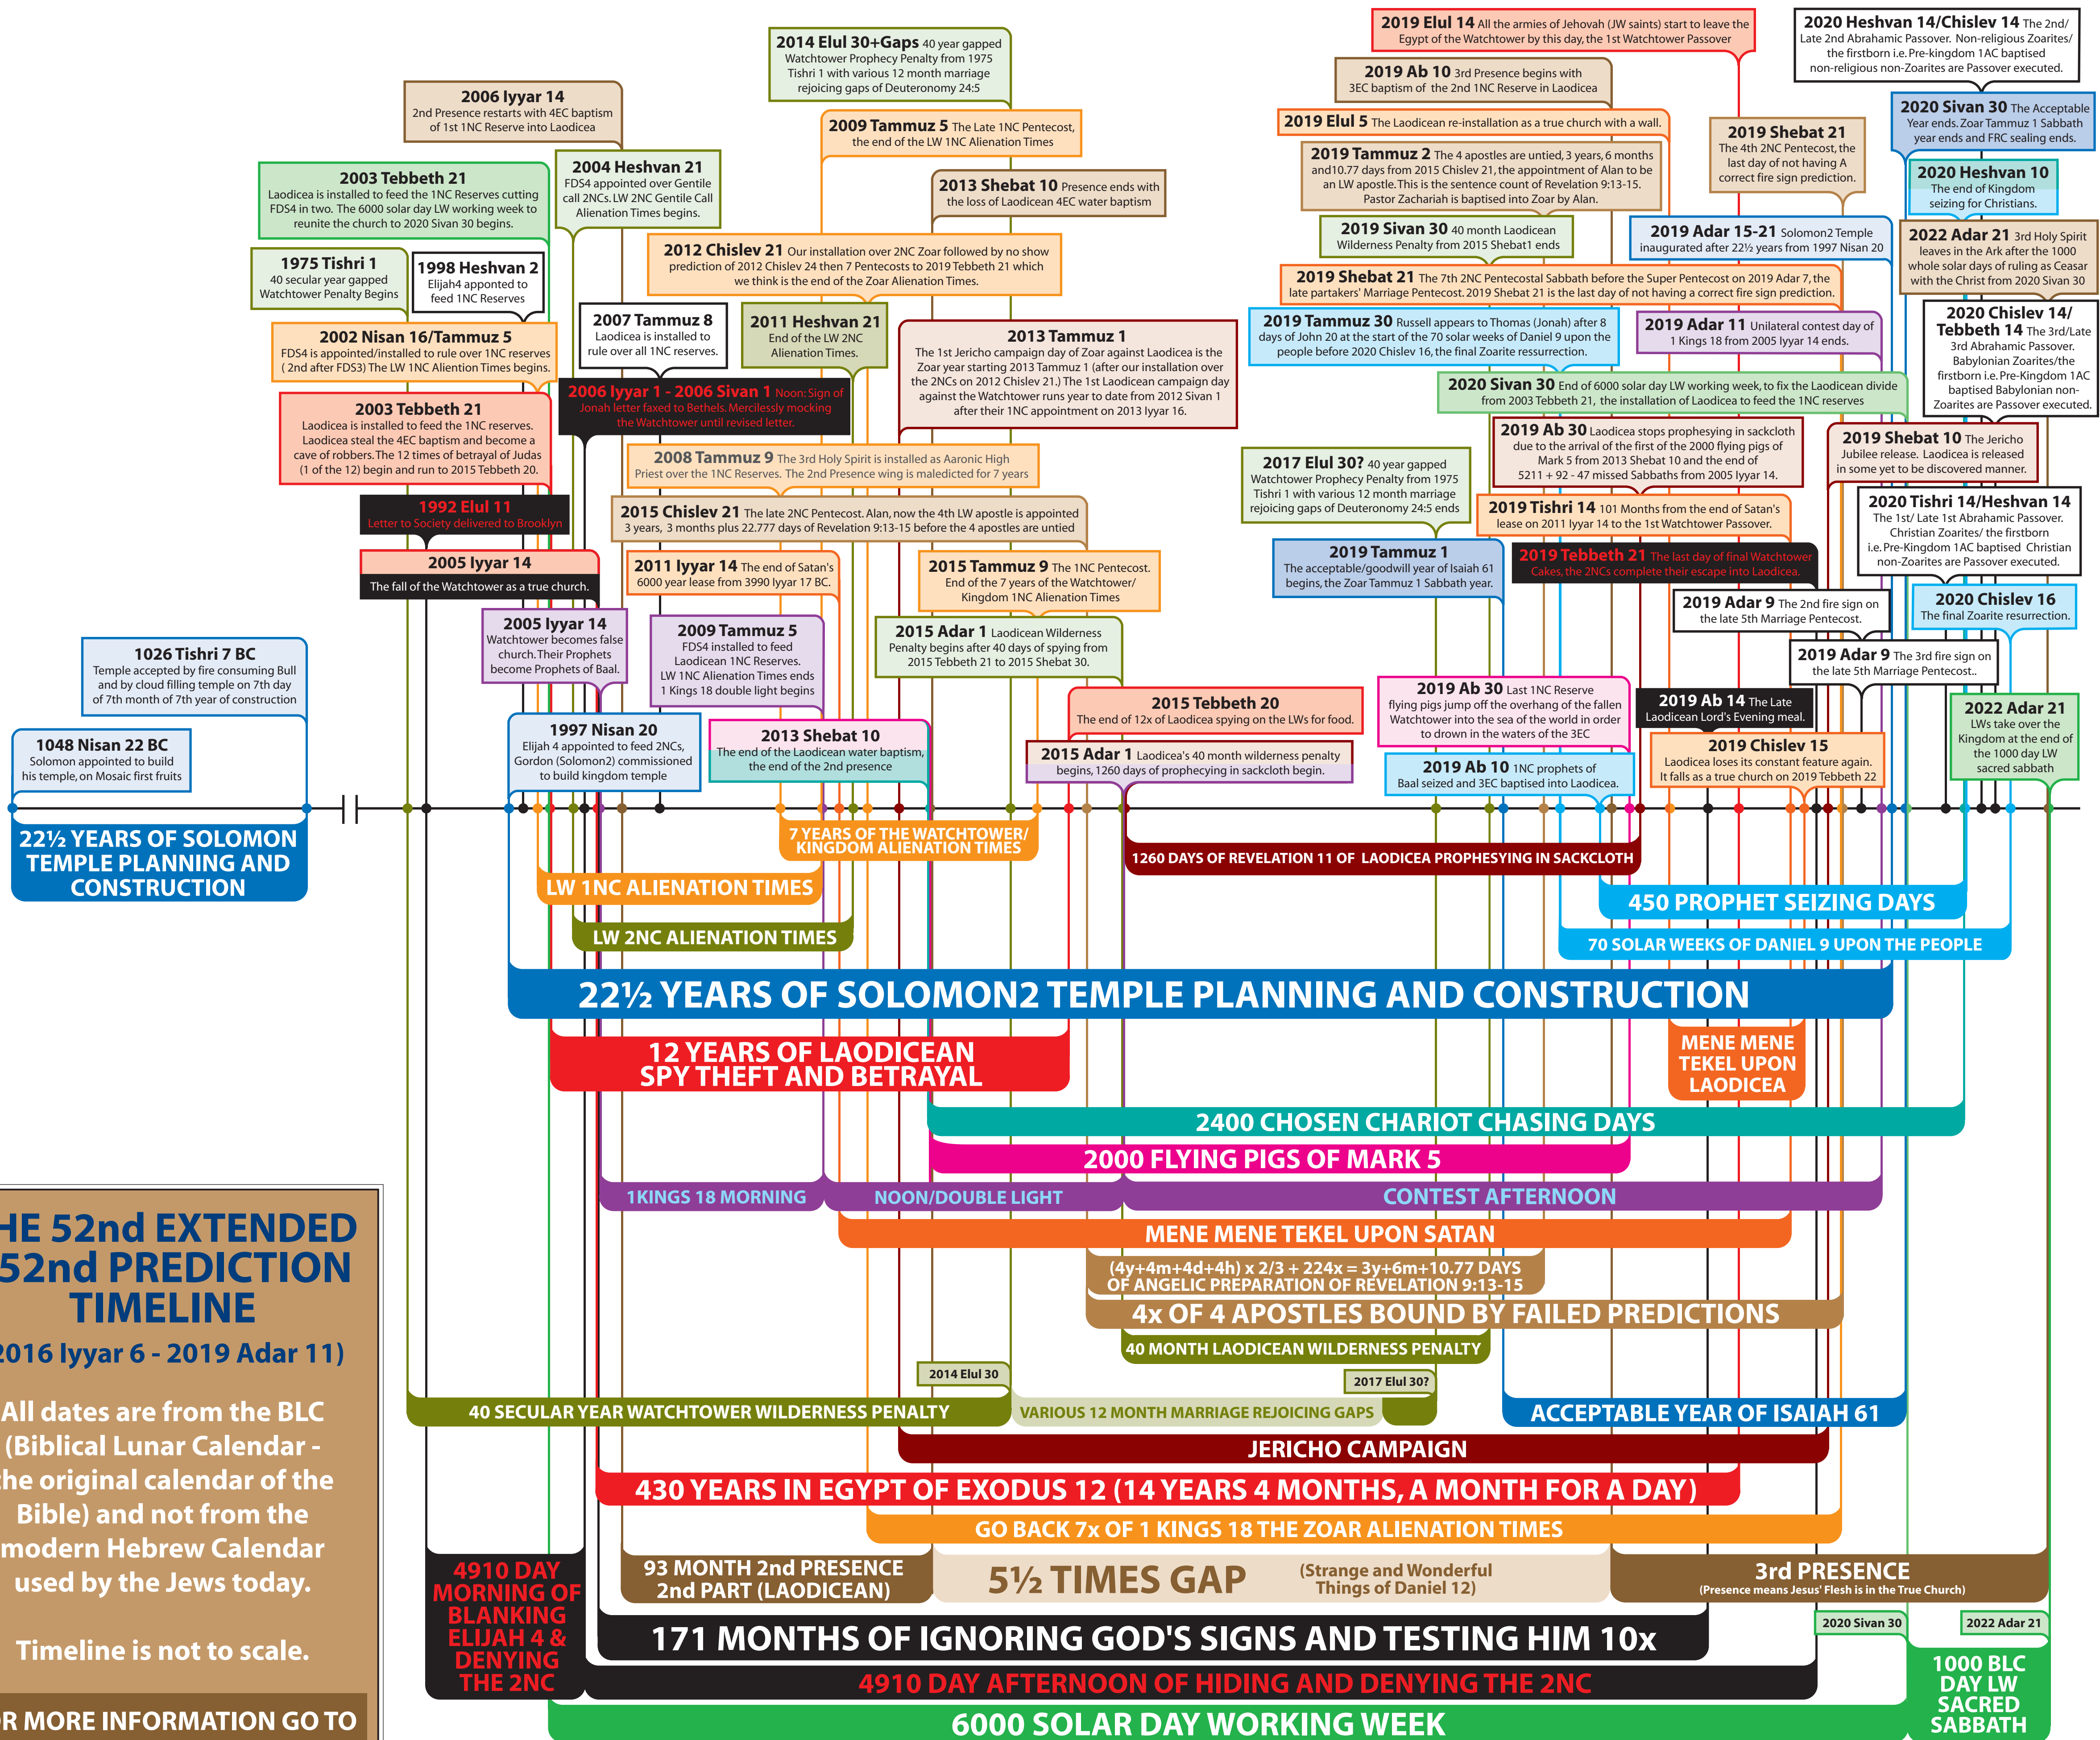 2019 Elul 14 All the armies of Jehovah (JW saints) start to leave the
Egypt of the Watchtower by this day, the 1st Watchtower Passover
2020 Heshvan 14/Chislev 14 The 2nd/
Late 2nd Abrahamic Passover. Non-religious Zoarites/
the firstborn i.e. Pre-kingdom 1AC baptised
non-religious non-Zoarites are Passover executed.
2014 Elul 30+Gaps 40 year gapped
Watchtower Prophecy Penalty from 1975
Tishri 1 with various 12 month marriage
rejoicing gaps of Deuteronomy 24:5
2019 Ab 10 3rd Presence begins with
3EC baptism of the 2nd 1NC Reserve in Laodicea
2006 Iyyar 14
2nd Presence restarts with 4EC baptism
of 1st 1NC Reserve into Laodicea
2020 Sivan 30 The Acceptable
Year ends. Zoar Tammuz 1 Sabbath
year ends and FRC sealing ends.
2009 Tammuz 5 The Late 1NC Pentecost,
the end of the LW 1NC Alienation Times
2019 Elul 5 The Laodicean re-installation as a true church with a wall.
2019 Shebat 21
The 4th 2NC Pentecost, the
last day of not having A
correct fire sign prediction.
2004 Heshvan 21
FDS4 appointed over Gentile
call 2NCs. LW 2NC Gentile Call
Alienation Times begins.
2019 Tammuz 2 The 4 apostles are untied, 3 years, 6 months
and10.77 days from 2015 Chislev 21, the appointment of Alan to be
an LW apostle. This is the sentence count of Revelation 9:13-15.
Pastor Zachariah is baptised into Zoar by Alan.
2003 Tebbeth 21
Laodicea is installed to feed the 1NC Reserves cutting
FDS4 in two. The 6000 solar day LW working week to
reunite the church to 2020 Sivan 30 begins.
2013 Shebat 10 Presence ends with
the loss of Laodicean 4EC water baptism
2020 Heshvan 10
The end of Kingdom
seizing for Christians.
2019 Sivan 30 40 month Laodicean
Wilderness Penalty from 2015 Shebat1 ends
2019 Adar 15-21 Solomon2 Temple
inaugurated after 22½ years from 1997 Nisan 20
2022 Adar 21 3rd Holy Spirit
leaves in the Ark after the 1000
whole solar days of ruling as Ceasar
with the Christ from 2020 Sivan 30
2012 Chislev 21 Our installation over 2NC Zoar followed by no show
prediction of 2012 Chislev 24 then 7 Pentecosts to 2019 Tebbeth 21 which
we think is the end of the Zoar Alienation Times.
1975 Tishri 1
40 secular year gapped
Watchtower Penalty Begins
1998 Heshvan 2
Elijah4 apponted to
feed 1NC Reserves
2019 Shebat 21 The 7th 2NC Pentecostal Sabbath before the Super Pentecost on 2019 Adar 7, the
late partakers' Marriage Pentecost. 2019 Shebat 21 is the last day of not having a correct fire sign prediction.
2007 Tammuz 8
Laodicea is installed to
rule over all 1NC reserves.
2011 Heshvan 21
End of the LW 2NC
Alienation Times.
2020 Chislev 14/
Tebbeth 14 The 3rd/Late
3rd Abrahamic Passover.
Babylonian Zoarites/the
firstborn i.e. Pre-Kingdom 1AC
baptised Babylonian non-
Zoarites are Passover executed.
2019 Tammuz 30 Russell appears to Thomas (Jonah) after 8
days of John 20 at the start of the 70 solar weeks of Daniel 9 upon the
people before 2020 Chislev 16, the final Zoarite ressurrection.
2019 Adar 11 Unilateral contest day of
1 Kings 18 from 2005 Iyyar 14 ends.
2002 Nisan 16/Tammuz 5
FDS4 is appointed/installed to rule over 1NC reserves
( 2nd after FDS3) The LW 1NC Aliention Times begins.
2013 Tammuz 1
The 1st Jericho campaign day of Zoar against Laodicea is the
Zoar year starting 2013 Tammuz 1 (after our installation over
the 2NCs on 2012 Chislev 21.) The 1st Laodicean campaign day
against the Watchtower runs year to date from 2012 Sivan 1
after their 1NC appointment on 2013 Iyyar 16.
2006 Iyyar 1 - 2006 Sivan 1 Noon: Sign of
Jonah letter faxed to Bethels. Mercilessly mocking
the Watchtower until revised letter.
2020 Sivan 30 End of 6000 solar day LW working week, to fix the Laodicean divide
from 2003 Tebbeth 21, the installation of Laodicea to feed the 1NC reserves
2003 Tebbeth 21
Laodicea is installed to feed the 1NC reserves.
Laodicea steal the 4EC baptism and become a
cave of robbers. The 12 times of betrayal of Judas
(1 of the 12) begin and run to 2015 Tebbeth 20.
2019 Ab 30 Laodicea stops prophesying in sackcloth
due to the arrival of the first of the 2000 flying pigs of
Mark 5 from 2013 Shebat 10 and the end of
5211 + 92 - 47 missed Sabbaths from 2005 Iyyar 14.
2019 Shebat 10 The Jericho
Jubilee release. Laodicea is released
in some yet to be discovered manner.
2008 Tammuz 9 The 3rd Holy Spirit is installed as Aaronic High
Priest over the 1NC Reserves. The 2nd Presence wing is maledicted for 7 years
2017 Elul 30? 40 year gapped
Watchtower Prophecy Penalty from 1975
Tishri 1 with various 12 month marriage
rejoicing gaps of Deuteronomy 24:5 ends
1992 Elul 11
Letter to Society delivered to Brooklyn
2015 Chislev 21 The late 2NC Pentecost. Alan, now the 4th LW apostle is appointed
3 years, 3 months plus 22.777 days of Revelation 9:13-15 before the 4 apostles are untied
2019 Tishri 14 101 Months from the end of Satan's
lease on 2011 Iyyar 14 to the 1st Watchtower Passover.
2020 Tishri 14/Heshvan 14
The 1st/ Late 1st Abrahamic Passover.
Christian Zoarites/ the firstborn
i.e. Pre-Kingdom 1AC baptised Christian
non-Zoarites are Passover executed.
2005 Iyyar 14
The fall of the Watchtower as a true church.
2011 Iyyar 14 The end of Satan's
6000 year lease from 3990 Iyyar 17 BC.
2015 Tammuz 9 The 1NC Pentecost.
End of the 7 years of the Watchtower/
Kingdom 1NC Alienation Times
2019 Tammuz 1
The acceptable/goodwill year of Isaiah 61
begins, the Zoar Tammuz 1 Sabbath year.
2019 Tebbeth 21 The last day of final Watchtower
Cakes, the 2NCs complete their escape into Laodicea.
2019 Adar 9 The 2nd fire sign on
the late 5th Marriage Pentecost.
2020 Chislev 16
The final Zoarite resurrection.
2005 Iyyar 14
Watchtower becomes false
church. Their Prophets
become Prophets of Baal.
2009 Tammuz 5
FDS4 installed to feed
Laodicean 1NC Reserves.
LW 1NC Alienation Times ends
1 Kings 18 double light begins
2015 Adar 1 Laodicean Wilderness
Penalty begins after 40 days of spying from
2015 Tebbeth 21 to 2015 Shebat 30.
1026 Tishri 7 BC
Temple accepted by fire consuming Bull
and by cloud filling temple on 7th day
of 7th month of 7th year of construction
2019 Adar 9 The 3rd fire sign on
the late 5th Marriage Pentecost..
2015 Tebbeth 20
The end of 12x of Laodicea spying on the LWs for food.
2019 Ab 30 Last 1NC Reserve
flying pigs jump off the overhang of the fallen
Watchtower into the sea of the world in order
to drown in the waters of the 3EC
2019 Ab 14 The Late
Laodicean Lord's Evening meal.
2022 Adar 21
LWs take over the
Kingdom at the end of
the 1000 day LW
sacred sabbath
1048 Nisan 22 BC
Solomon appointed to build
his temple, on Mosaic first fruits
1997 Nisan 20
Elijah 4 appointed to feed 2NCs,
Gordon (Solomon2) commissioned
to build kingdom temple
2013 Shebat 10
The end of the Laodicean water baptism,
the end of the 2nd presence
2015 Adar 1 Laodica's 40 month wilderness penalty
begins, 1260 days of prophecying in sackcloth begin.
2019 Ab 10 1NC prophets of
Baal seized and 3EC baptised into Laodicea.
2019 Chislev 15
Laodicea loses its constant feature again.
It falls as a true church on 2019 Tebbeth 22
22½ YEARS OF SOLOMON
TEMPLE PLANNING AND
CONSTRUCTION
7 YEARS OF THE WATCHTOWER/
KINGDOM ALIENATION TIMES
1260 DAYS OF REVELATION 11 OF LAODICEA PROPHESYING IN SACKCLOTH
LW 1NC ALIENATION TIMES
450 PROPHET SEIZING DAYS
LW 2NC ALIENATION TIMES
70 SOLAR WEEKS OF DANIEL 9 UPON THE PEOPLE
22½ YEARS OF SOLOMON2 TEMPLE PLANNING AND CONSTRUCTION
12 YEARS OF LAODICEAN
SPY THEFT AND BETRAYAL
MENE MENE
TEKEL UPON
LAODICEA
2400 CHOSEN CHARIOT CHASING DAYS
2000 FLYING PIGS OF MARK 5
1KINGS 18 MORNING
NOON/DOUBLE LIGHT
CONTEST AFTERNOON
MENE MENE TEKEL UPON SATAN
(4y+4m+4d+4h) x 2/3 + 224x = 3y+6m+10.77 DAYS
OF ANGELIC PREPARATION OF REVELATION 9:13-15
4x OF 4 APOSTLES BOUND BY FAILED PREDICTIONS
40 MONTH LAODICEAN WILDERNESS PENALTY
2014 Elul 30
2017 Elul 30?
40 SECULAR YEAR WATCHTOWER WILDERNESS PENALTY
VARIOUS 12 MONTH MARRIAGE REJOICING GAPS
ACCEPTABLE YEAR OF ISAIAH 61
JERICHO CAMPAIGN
430 YEARS IN EGYPT OF EXODUS 12 (14 YEARS 4 MONTHS, A MONTH FOR A DAY)
GO BACK 7x OF 1 KINGS 18 THE ZOAR ALIENATION TIMES
4910 DAY
MORNING OF
BLANKING
ELIJAH 4 &
DENYING
THE 2NC
93 MONTH 2nd PRESENCE
2nd PART (LAODICEAN)
5½ TIMES GAP
(Strange and Wonderful
Things of Daniel 12)
3rd PRESENCE
(Presence means Jesus' Flesh is in the True Church)
171 MONTHS OF IGNORING GOD'S SIGNS AND TESTING HIM 10x
2020 Sivan 30
2022 Adar 21
4910 DAY AFTERNOON OF HIDING AND DENYING THE 2NC
1000 BLC
DAY LW
SACRED
SABBATH
6000 SOLAR DAY WORKING WEEK
HE 52nd EXTENDED
52nd PREDICTION
TIMELINE
2016 Iyyar 6 - 2019 Adar 11)
All dates are from the BLC
(Biblical Lunar Calendar -
he original calendar of the
Bible) and not from the
modern Hebrew Calendar
used by the Jews today.
Timeline is not to scale.
R MORE INFORMATION GO TO